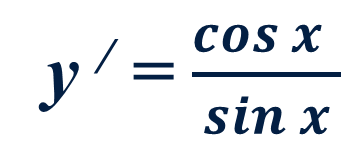 y′ = cos x / sin x